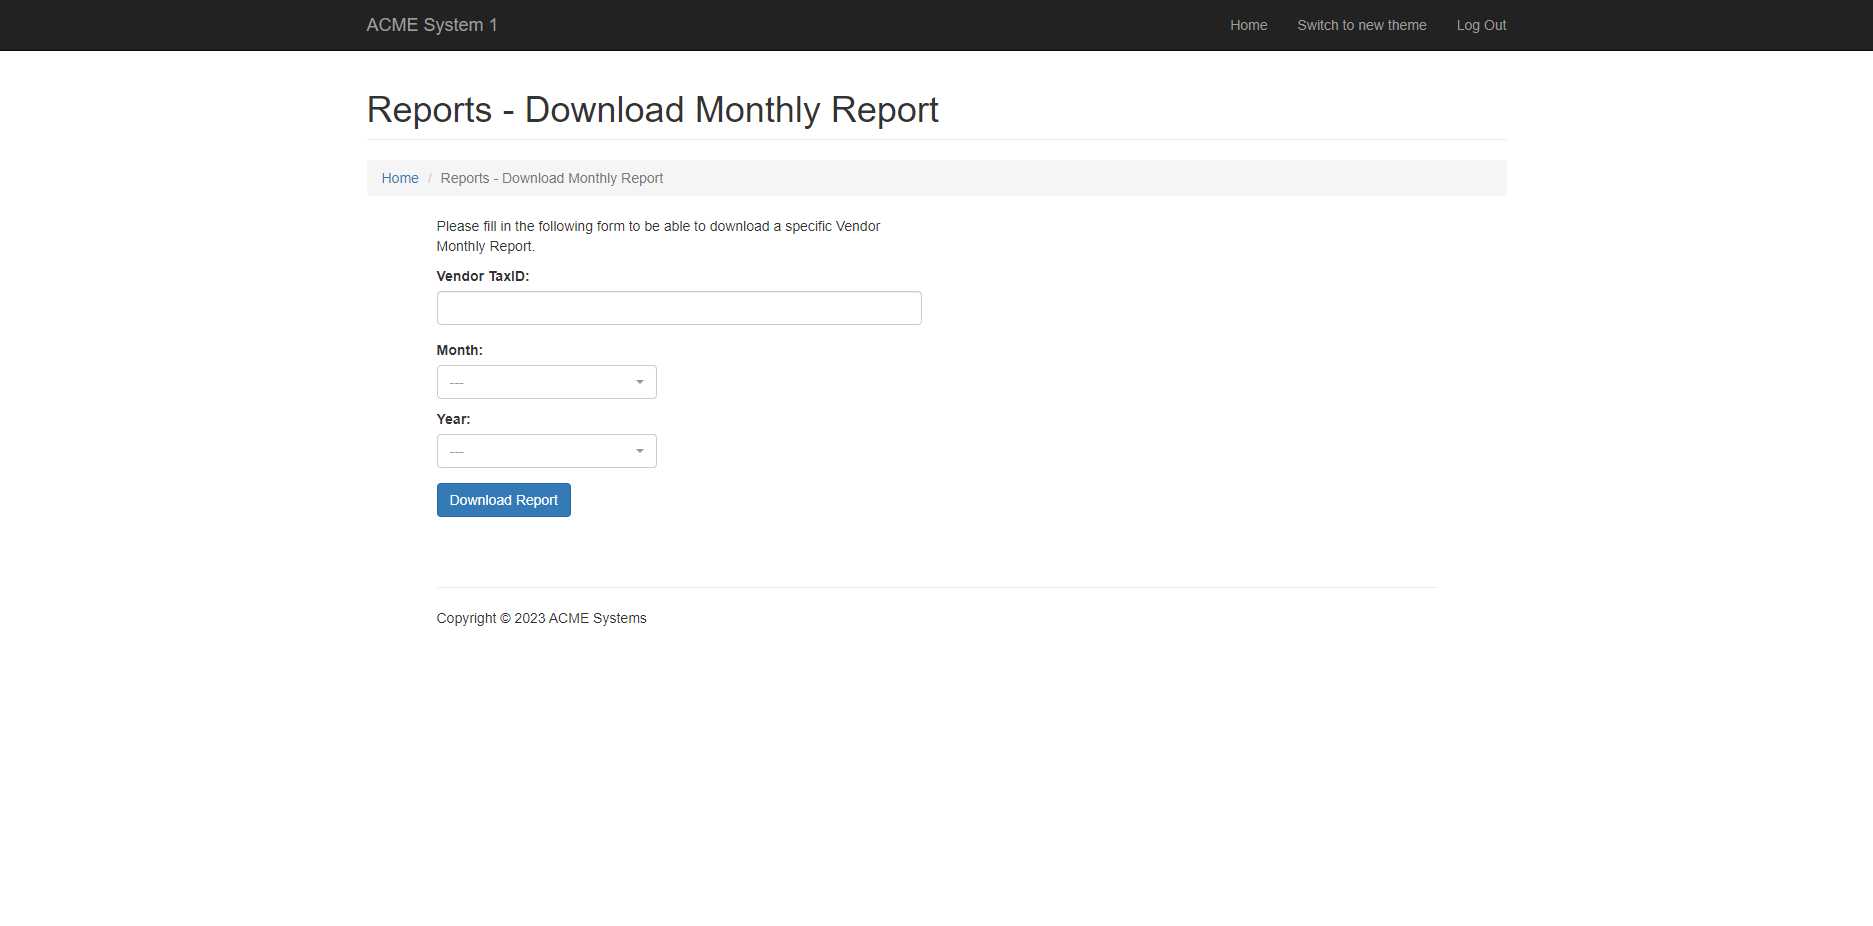 ACME System 1
Home
Switch to new theme
Log Out
Reports - Download Monthly Report
Home / Reports - Download Monthly Report
Please fill in the following form to be able to download a specific Vendor
Monthly Report.
Vendor TaxID:
Month:
---
Year:
---
Download Report
Copyright © 2023 ACME Systems